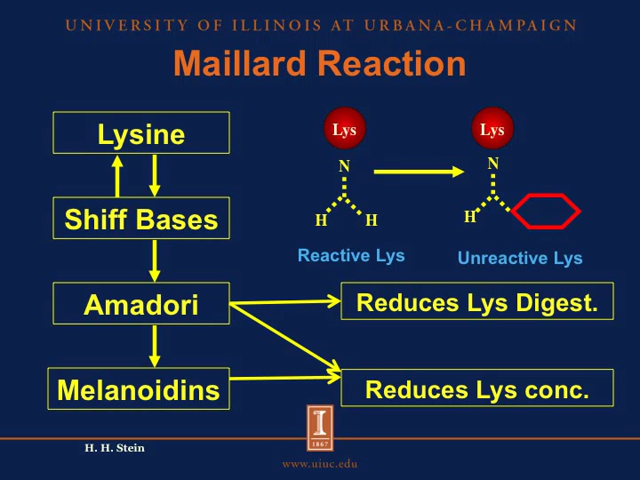 UNIVERSITY OF ILLINOIS AT URBANA-CHAMPAIGN
Maillard Reaction
Lysine
Shiff Bases
Amadori
Melanoidins
Lys
N
H H
Reactive Lys
Lys
N
H
Unreactive Lys
Reduces Lys Digest.
Reduces Lys conc.
I
1867
H. H. Stein
www.uiuc.edu